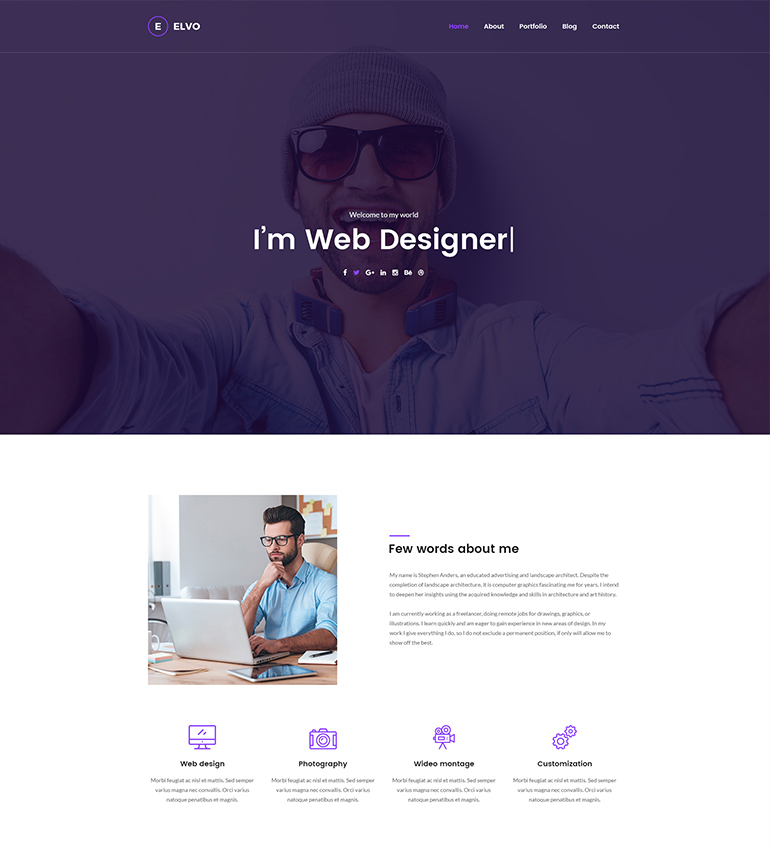 E ELVO
Home About Portfolio Blog Contact
Welcome to my world
I'm Web Designer|
f G+ in Bē
Few words about me
My name is Stephen Anders, an educated advertising and landscape architect. Despite the
completion of landscape architecture, it is computer graphics fascinating me for years. I intend
to deepen her insights using the acquired knowledge and skills in architecture and art history.
I am currently working as a freelancer, doing remote jobs for drawings, graphics, or
illustrations. I learn quickly and am eager to gain experience in new areas of design. In my
work I give everything I do, so I do not exclude a permanent position, if only will allow me to
show off the best.
Web design
Photography
Wideo montage
Customization
Morbi feugiat ac nisl et mattis. Sed semper
varius magna nec convallis. Orci varius
natoque penatibus et magnis.
Morbi feugiat ac nisl et mattis. Sed semper
varius magna nec convallis. Orci varius
natoque penatibus et magnis.
Morbi feugiat ac nisl et mattis. Sed semper
varius magna nec convallis. Orci varius
natoque penatibus et magnis.
Morbi feugiat ac nisl et mattis. Sed semper
varius magna nec convallis. Orci varius
natoque penatibus et magnis.